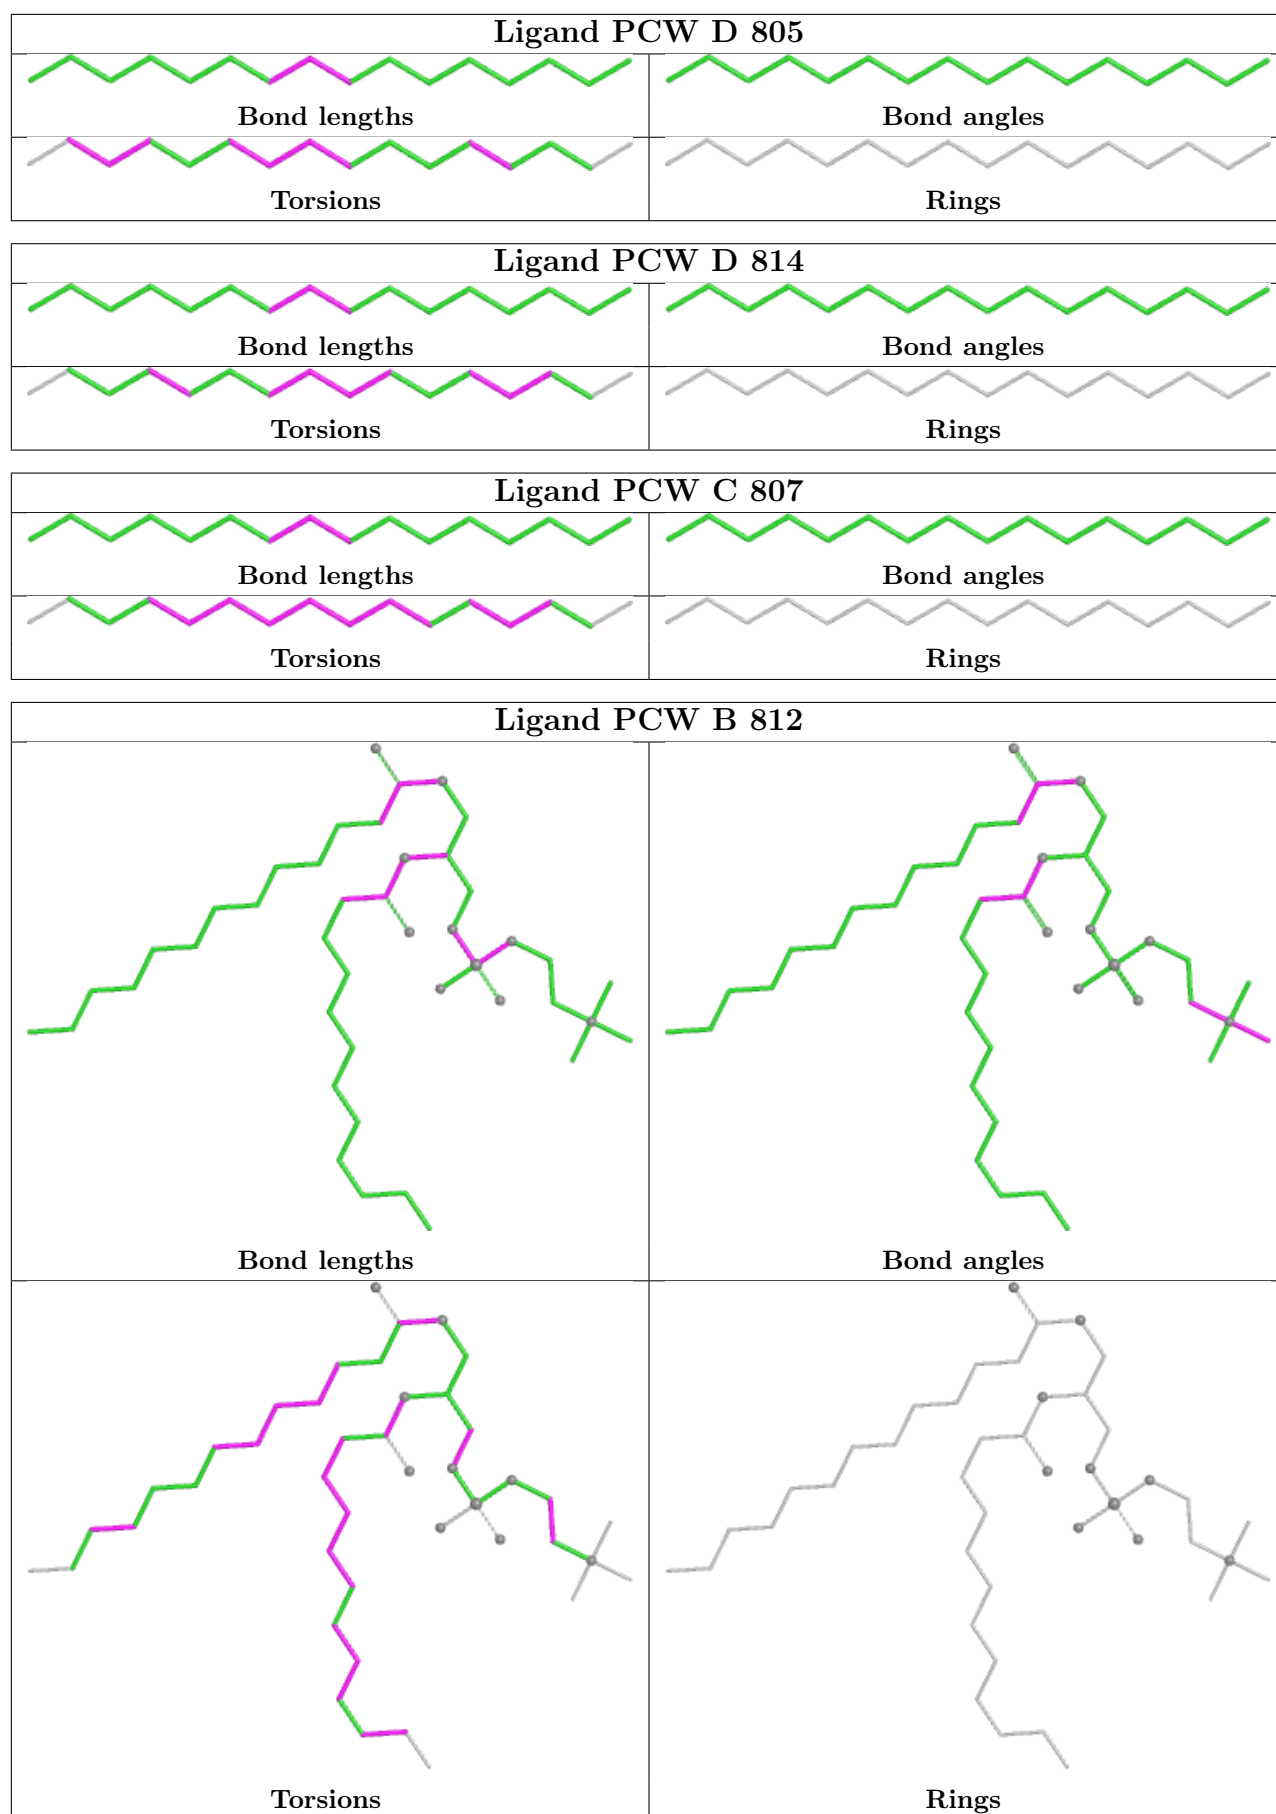 Ligand PCW D 805
Bond lengths
Bond angles
Torsions
Rings
Ligand PCW D 814
Bond lengths
Bond angles
Torsions
Rings
Ligand PCW C 807
Bond lengths
Bond angles
Torsions
Rings
Ligand PCW B 812
Bond lengths
Bond angles
Torsions
Rings